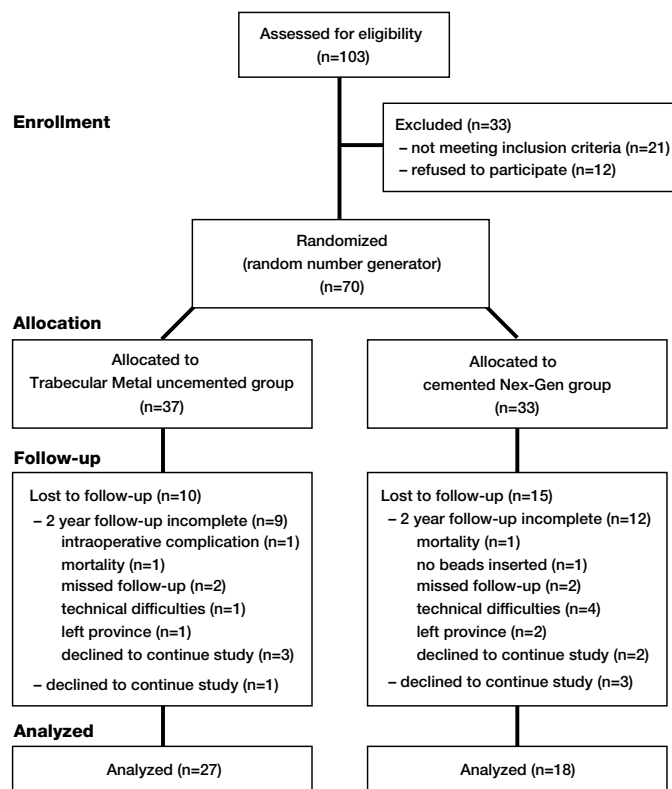 Assessed for eligibility
(n=103)
Enrollment
Excluded (n=33)
– not meeting inclusion criteria (n=21)
– refused to participate (n=12)
Randomized
(random number generator)
(n=70)
Allocation
Allocated to
Trabecular Metal uncemented group
(n=37)
Allocated to
cemented Nex-Gen group
(n=33)
Follow-up
Lost to follow-up (n=10)
– 2 year follow-up incomplete (n=9)
intraoperative complication (n=1)
mortality (n=1)
missed follow-up (n=2)
technical difficulties (n=1)
left province (n=1)
declined to continue study (n=3)
– declined to continue study (n=1)
Lost to follow-up (n=15)
– 2 year follow-up incomplete (n=12)
mortality (n=1)
no beads inserted (n=1)
missed follow-up (n=2)
technical difficulties (n=4)
left province (n=2)
declined to continue study (n=2)
– declined to continue study (n=3)
Analyzed
Analyzed (n=27)
Analyzed (n=18)